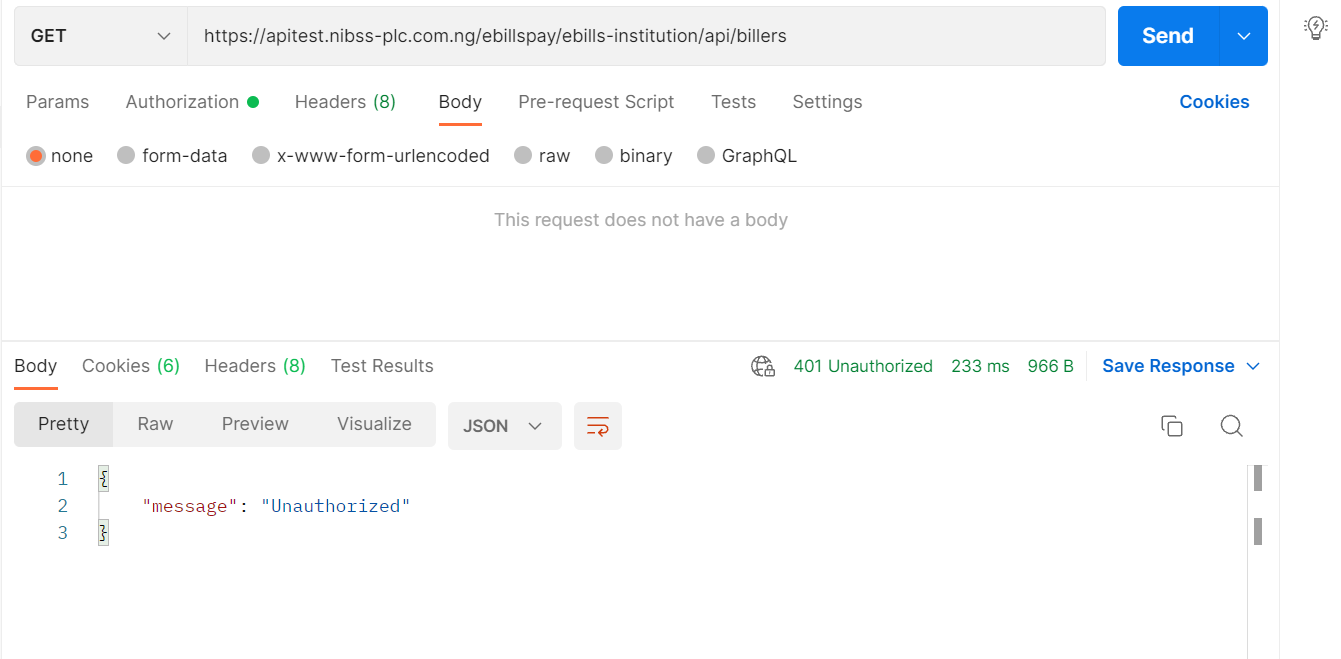 GET https://apitest.nibss-plc.com.ng/ebillspay/ebills-institution/api/billers Send
Params Authorization Headers (8) Body Pre-request Script Tests Settings Cookies
none form-data x-www-form-urlencoded raw binary GraphQL
This request does not have a body
Body Cookies (6) Headers (8) Test Results 401 Unauthorized 233 ms 966 B Save Response
Pretty Raw Preview Visualize JSON
1 {
2 "message": "Unauthorized"
3 }